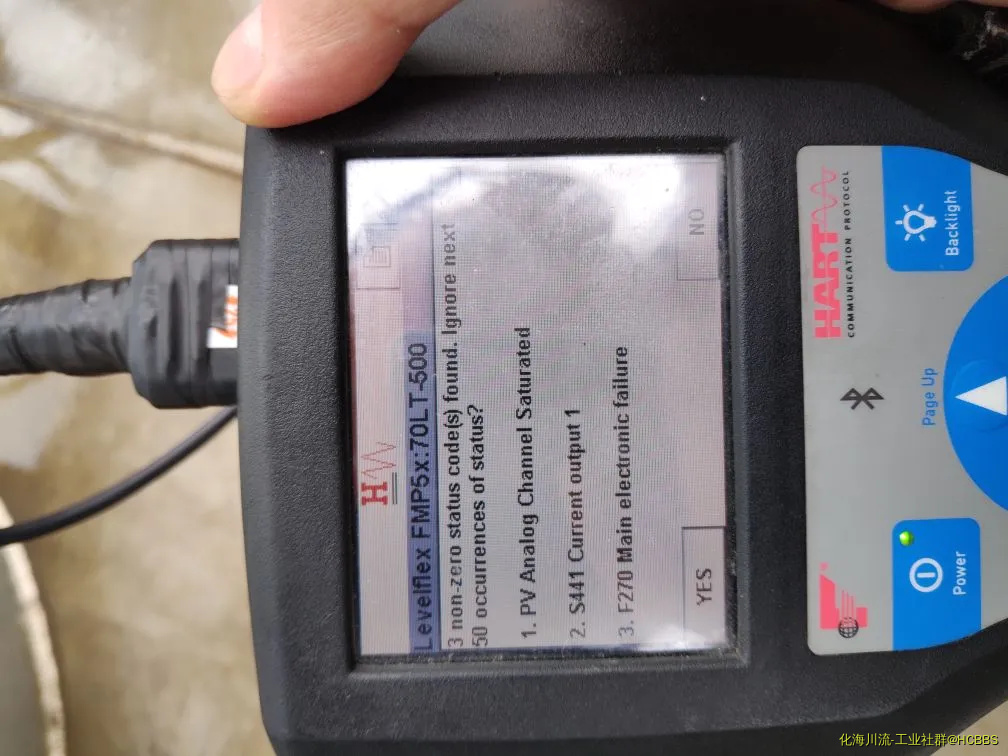 H
Levelflex FMP5x:70LT-500
3 non-zero status code(s) found. Ignore next
50 occurrences of status?
1. PV Analog Channel Saturated
2. S441 Current output 1
3. F270 Main electronic failure
YES
NO
HART
COMMUNICATION PROTOCOL
Page Up
Backlight
Power
化海川流-工业社群@HCBBS